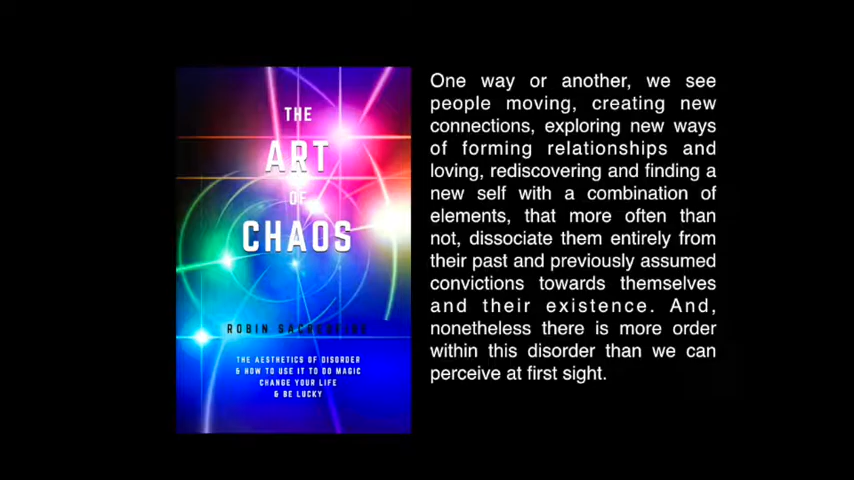 THE
ART
OF
CHAOS
ROBIN SACREDFIRE
THE AESTHETICS OF DISORDER
& HOW TO USE IT TO DO MAGIC
CHANGE YOUR LIFE
& BE LUCKY
One way or another, we see
people moving, creating new
connections, exploring new ways
of forming relationships and
loving, rediscovering and finding a
new self with a combination of
elements, that more often than
not, dissociate them entirely from
their past and previously assumed
convictions towards themselves
and their existence. And,
nonetheless there is more order
within this disorder than we can
perceive at first sight.